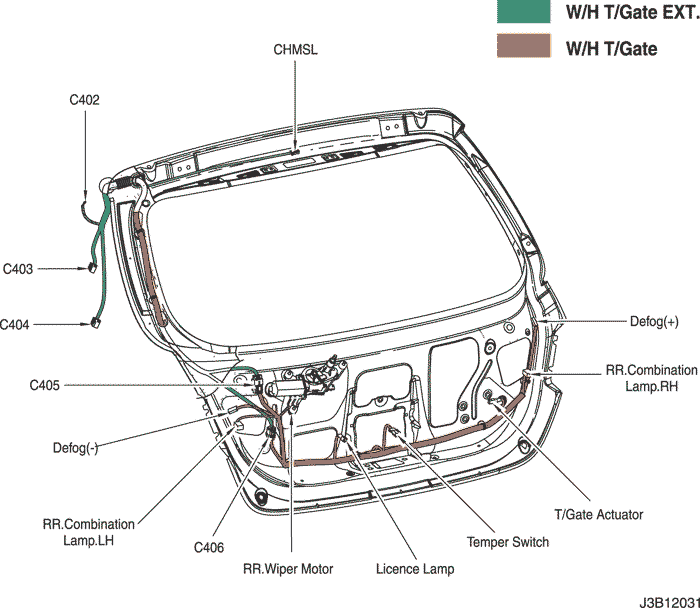 W/H T/Gate EXT.
W/H T/Gate
CHMSL
C402
C403
C404
Defog(+)
RR.Combination
Lamp.RH
C405
Defog(-)
RR.Combination
Lamp.LH
C406
RR.Wiper Motor
Licence Lamp
Temper Switch
T/Gate Actuator
J3B12031